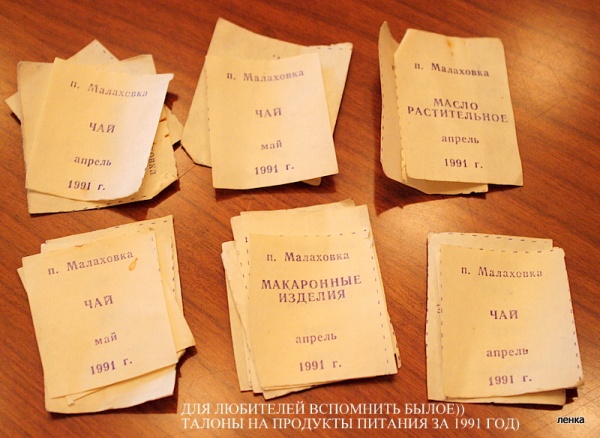 п. Малаховка
ЧАЙ
апрель
1991 г.
п. Малаховка
ЧАЙ
май
1991 г.
п. Малаховка
МАСЛО
РАСТИТЕЛЬНОЕ
апрель
1991 г.
п. Малаховка
ЧАЙ
май
1991 г.
п. Малаховка
МАКАРОННЫЕ
ИЗДЕЛИЯ
апрель
1991 г.
п. Малаховка
ЧАЙ
апрель
1991 г.
ДЛЯ ЛЮБИТЕЛЕЙ ВСПОМНИТЬ БЫЛОЕ))
ТАЛОНЫ НА ПРОДУКТЫ ПИТАНИЯ ЗА 1991 ГОД)
ленка